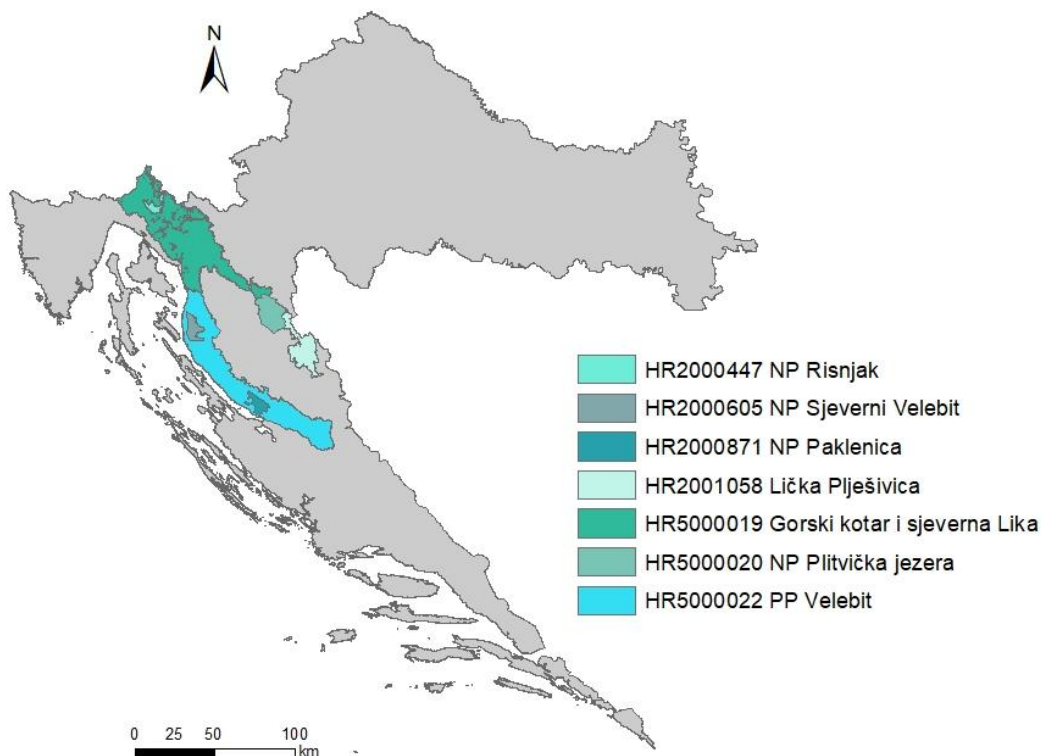 N
HR2000447 NP Risnjak
HR2000605 NP Sjeverni Velebit
HR2000871 NP Paklenica
HR2001058 Lička Plješivica
HR5000019 Gorski kotar i sjeverna Lika
HR5000020 NP Plitvička jezera
HR5000022 PP Velebit
0 25 50 100
km